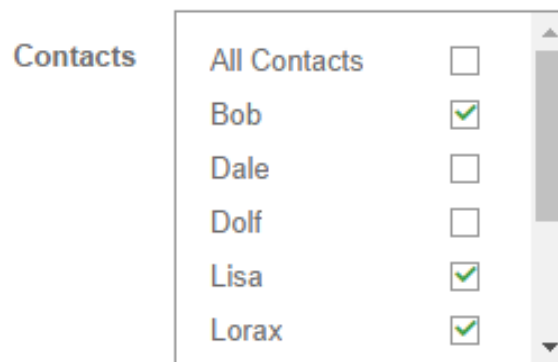 Contacts
All Contacts
Bob
Dale
Dolf
Lisa
Lorax